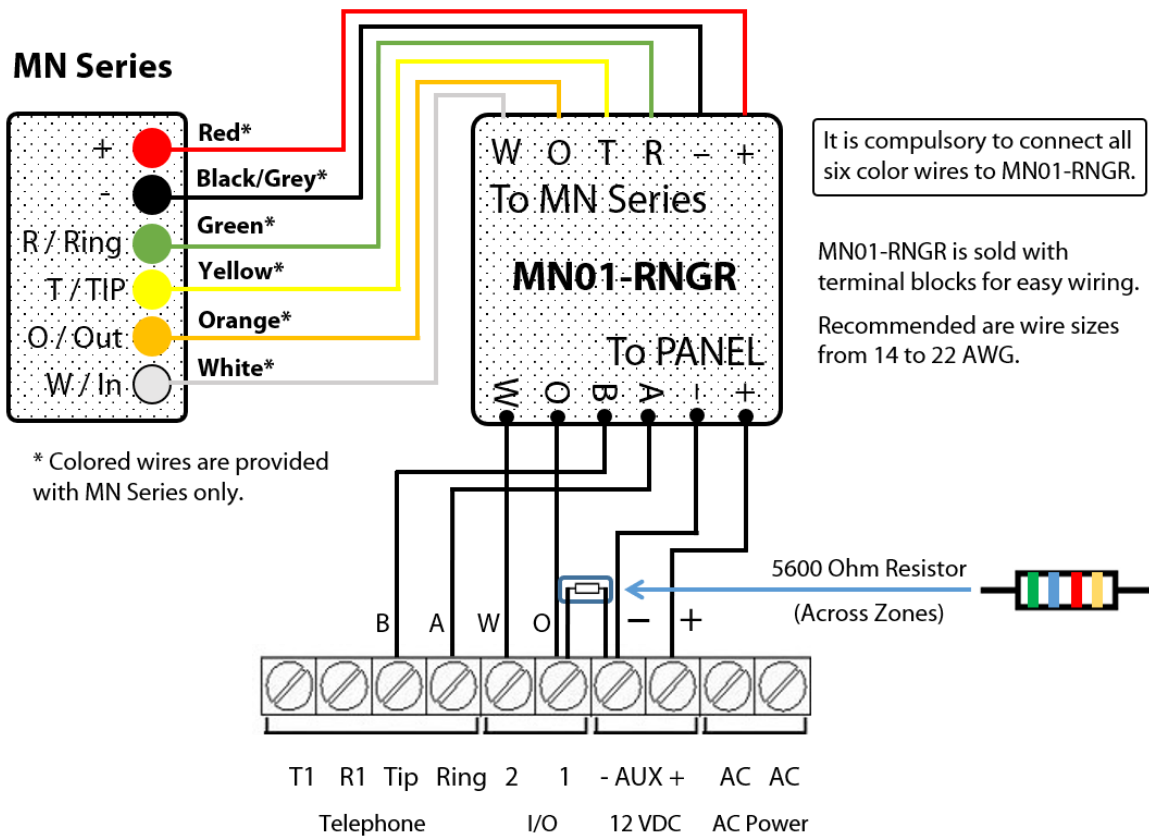 MN Series
+
-
R / Ring
T / TIP
O / Out
W / In
Red*
Black/Grey*
Green*
Yellow*
Orange*
White*
* Colored wires are provided
with MN Series only.
W O T R - +
To MN Series
MN01-RNGR
To PANEL
W O B A - +
It is compulsory to connect all
six color wires to MN01-RNGR.
MN01-RNGR is sold with
terminal blocks for easy wiring.
Recommended are wire sizes
from 14 to 22 AWG.
5600 Ohm Resistor
(Across Zones)
B A W O - +
T1 R1 Tip Ring 2 1 - AUX + AC AC
Telephone I/O 12 VDC AC Power